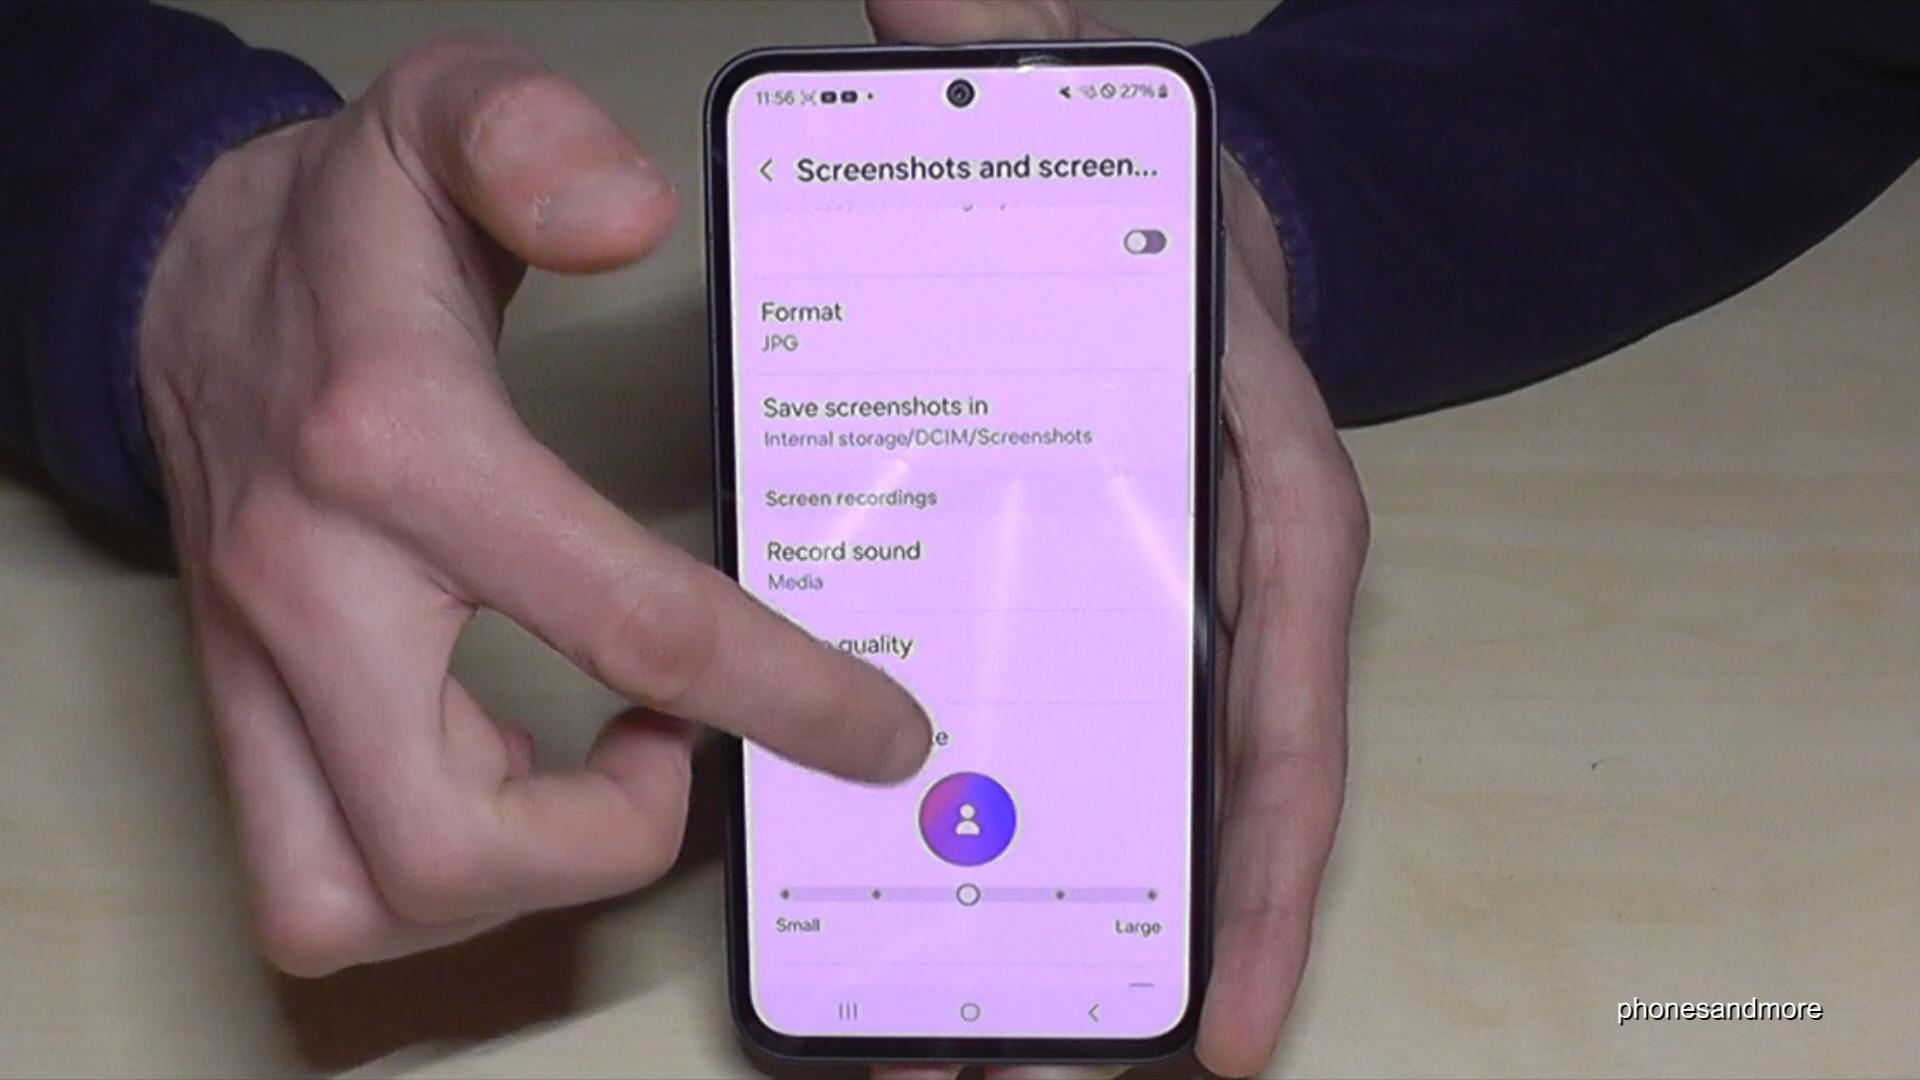 11:56
27%
Screenshots and screen...
Format
JPG
Save screenshots in
Internal storage/DCIM/Screenshots
Screen recordings
Record sound
Media
quality
Small
Large
phonesandmore